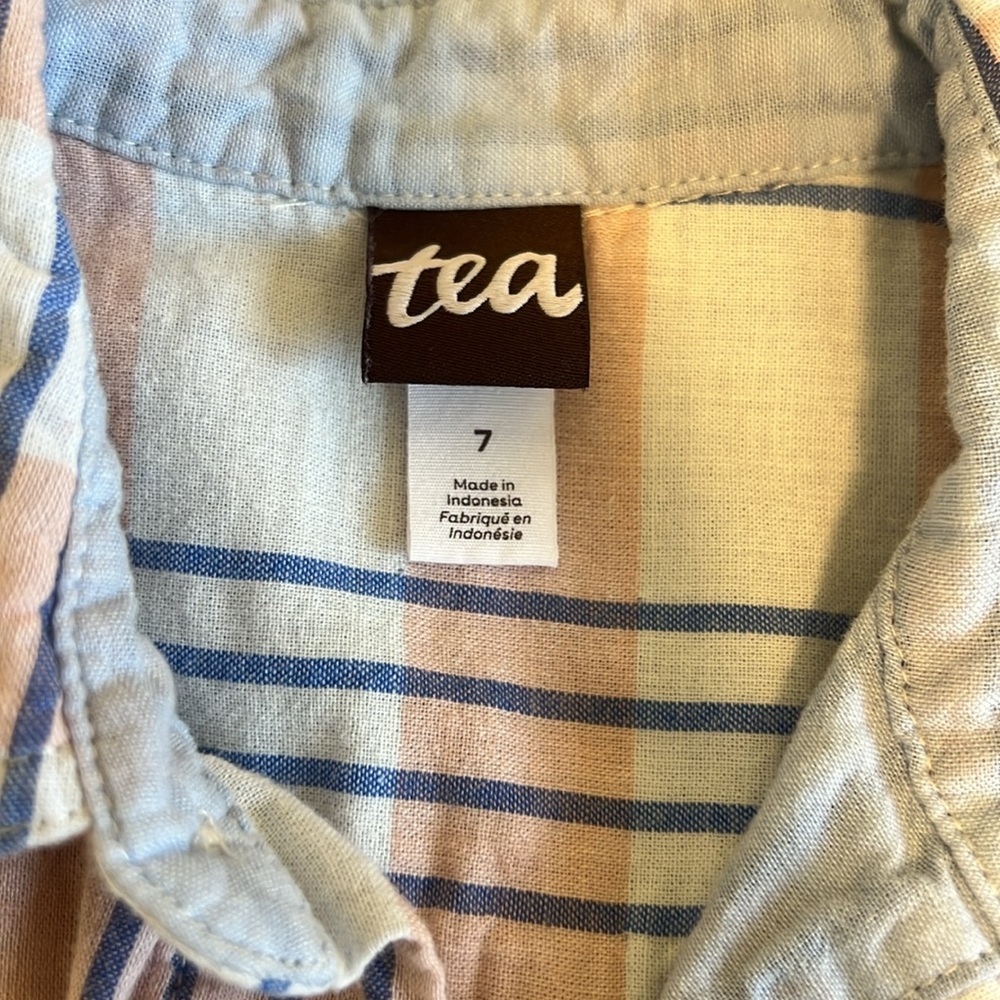 tea
7
Made in
Indonesia
Fabriqué en
Indonésie